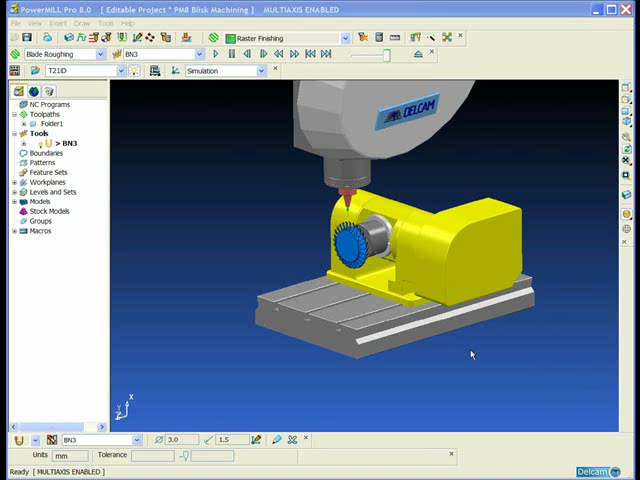 PowerMILL Pro 8.0 [ Editable Project * PM8 Blisk Machining ] MULTIAXIS ENABLED
File View Insert Draw Tools Help
Raster Finishing
Blade Roughing BN3
T21ID Simulation
NC Programs
Toolpaths
Folder1
Tools
> BN3
Boundaries
Patterns
Feature Sets
Workplanes
Levels and Sets
Models
Stock Models
Groups
Macros
DELCAM
X
Y
Z
BN3 3.0 1.5
Units mm Tolerance
Ready [ MULTIAXIS ENABLED ] Delcam